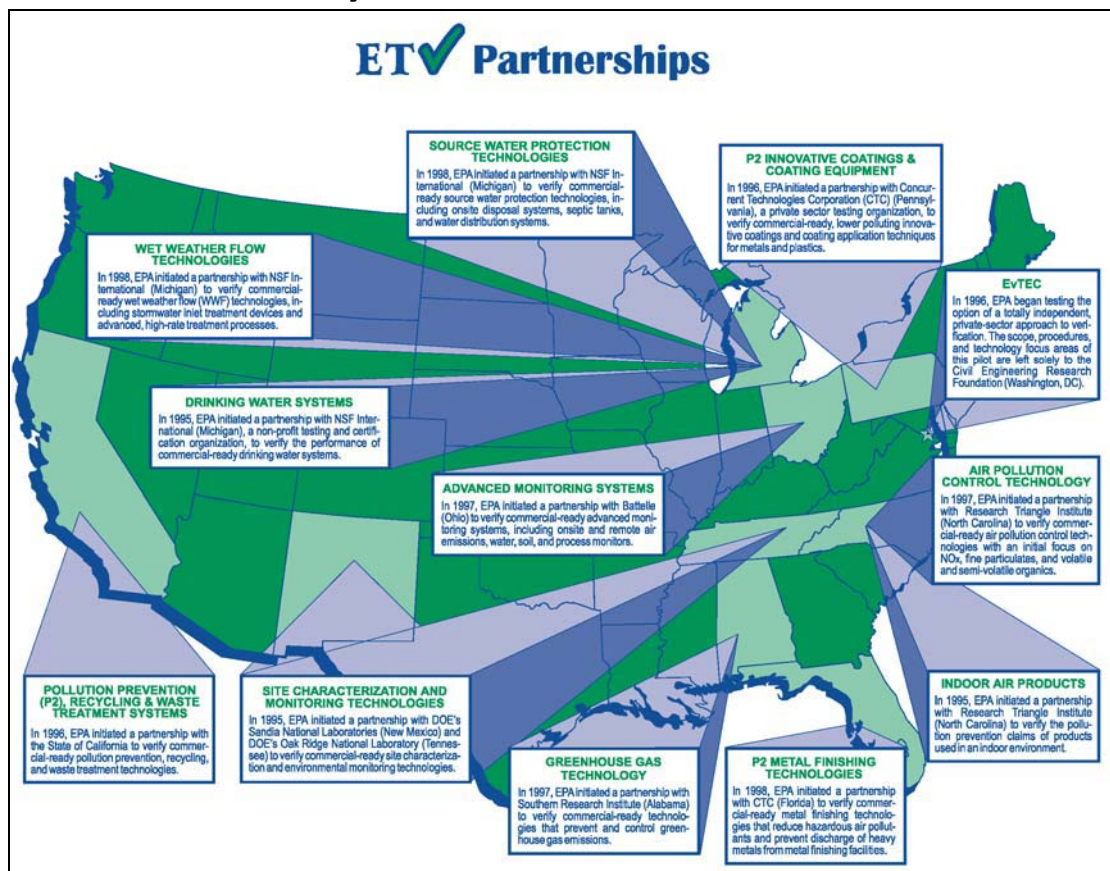 ETV Partnerships
SOURCE WATER PROTECTION
TECHNOLOGIES
In 1998, EPA initiated a partnership with NSF
International (Michigan) to verify commercial-
ready source water protection technologies, in-
cluding onsite disposal systems, septic tanks,
and water distribution systems.
P2 INNOVATIVE COATINGS &
COATING EQUIPMENT
In 1996, EPA initiated a partnership with Concur-
rent Technologies Corporation (CTC) (Pennsyl-
vania), a private sector testing organization, to
verify commercial-ready, lower polluting innova-
tive coatings and coating application techniques
for metals and plastics.
WET WEATHER FLOW
TECHNOLOGIES
In 1998, EPA initiated a partnership with NSF In-
ternational (Michigan) to verify commercial-
ready wet weather flow (WWF) technologies, in-
cluding stormwater inlet treatment devices and
advanced, high-rate treatment processes.
EvTEC
In 1996, EPA began testing the
option of a totally independent,
private-sector approach to veri-
fication. The scope, procedures,
and technology focus areas of
this pilot are left solely to the
Civil Engineering Research
Foundation (Washington, DC).
DRINKING WATER SYSTEMS
In 1995, EPA initiated a partnership with NSF Inter-
national (Michigan), a non-profit testing and certifi-
cation organization, to verify the performance of
commercial-ready drinking water systems.
ADVANCED MONITORING SYSTEMS
In 1997, EPA initiated a partnership with Battelle
(Ohio) to verify commercial-ready advanced moni-
toring systems, including onsite and remote air
emissions, water, soil, and process monitors.
AIR POLLUTION
CONTROL TECHNOLOGY
In 1997, EPA initiated a partnership
with Research Triangle Institute
(North Carolina) to verify commer-
cial-ready air pollution control tech-
nologies with an initial focus on
NOx, fine particulates, and volatile
and semi-volatile organics.
POLLUTION PREVENTION
(P2), RECYCLING & WASTE
TREATMENT SYSTEMS
In 1996, EPA initiated a partnership with
the State of California to verify commer-
cial-ready pollution prevention, recycling,
and waste treatment technologies.
SITE CHARACTERIZATION AND
MONITORING TECHNOLOGIES
In 1995, EPA initiated a partnership with DOE's
Sandia National Laboratories (New Mexico) and
DOE's Oak Ridge National Laboratory (Tennes-
see) to verify commercial-ready site characteriza-
tion and environmental monitoring technologies.
GREENHOUSE GAS
TECHNOLOGY
In 1997, EPA initiated a partnership with
Southern Research Institute (Alabama)
to verify commercial-ready technolo-
gies that prevent and control green-
house gas emissions.
P2 METAL FINISHING
TECHNOLOGIES
In 1998, EPA initiated a partnership
with CTC (Florida) to verify commer-
cial-ready metal finishing technolo-
gies that reduce hazardous air pollut-
ants and prevent discharge of heavy
metals from metal finishing facilities.
INDOOR AIR PRODUCTS
In 1995, EPA initiated a partnership
with Research Triangle Institute
(North Carolina) to verify the pollu-
tion prevention claims of products
used in an indoor environment.